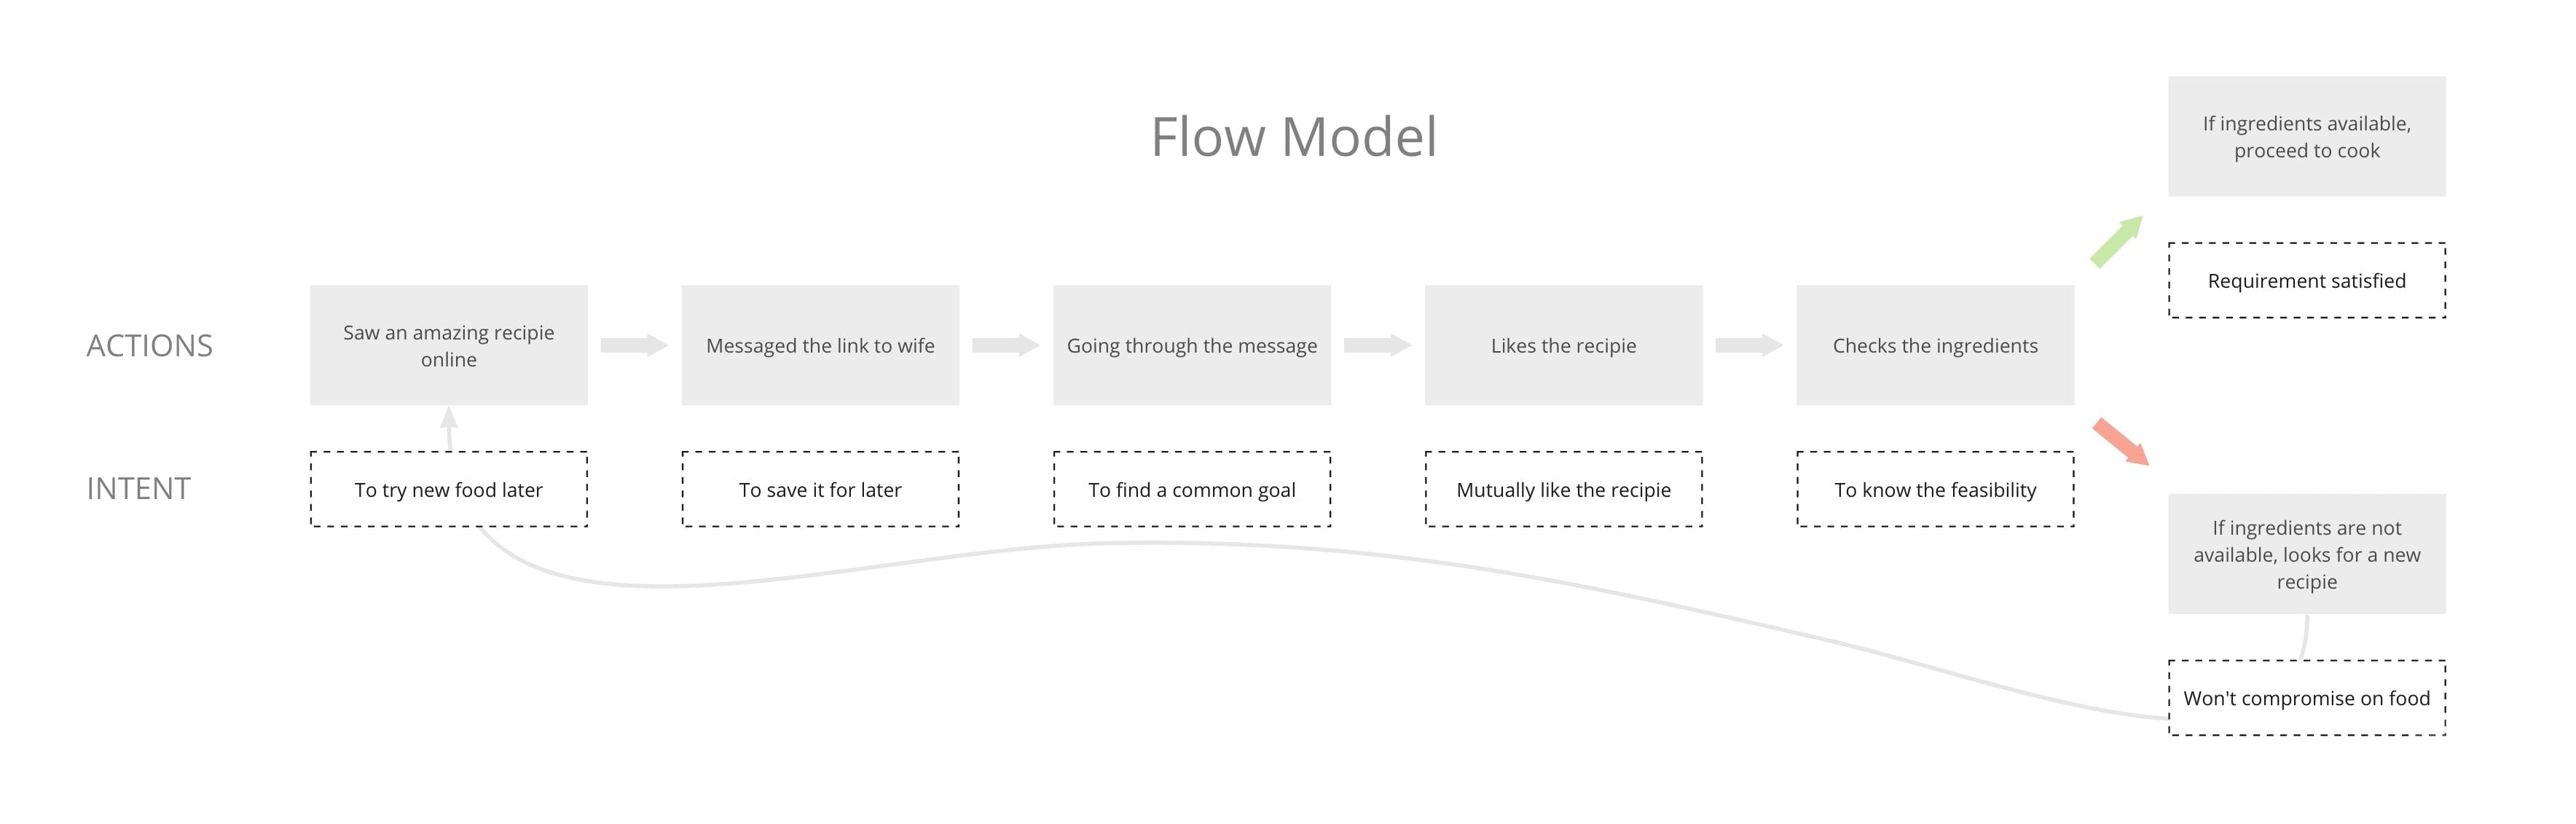 Flow Model
If ingredients available,
proceed to cook
Requirement satisfied
ACTIONS
Saw an amazing recipie
online
Messaged the link to wife
Going through the message
Likes the recipie
Checks the ingredients
INTENT
To try new food later
To save it for later
To find a common goal
Mutually like the recipie
To know the feasibility
If ingredients are not
available, looks for a new
recipie
Won't compromise on food